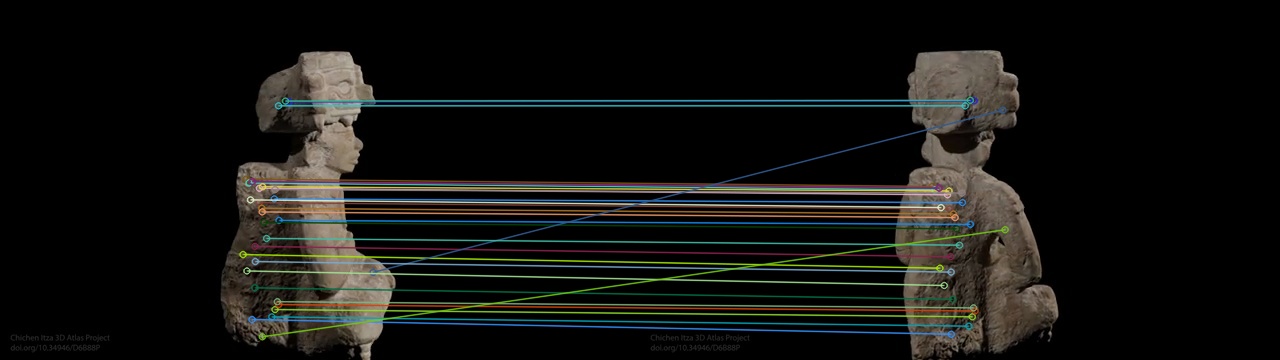 Chichen Itza 3D Atlas Project
doi.org/10.34946/D6B88P
Chichen Itza 3D Atlas Project
doi.org/10.34946/D6B88P